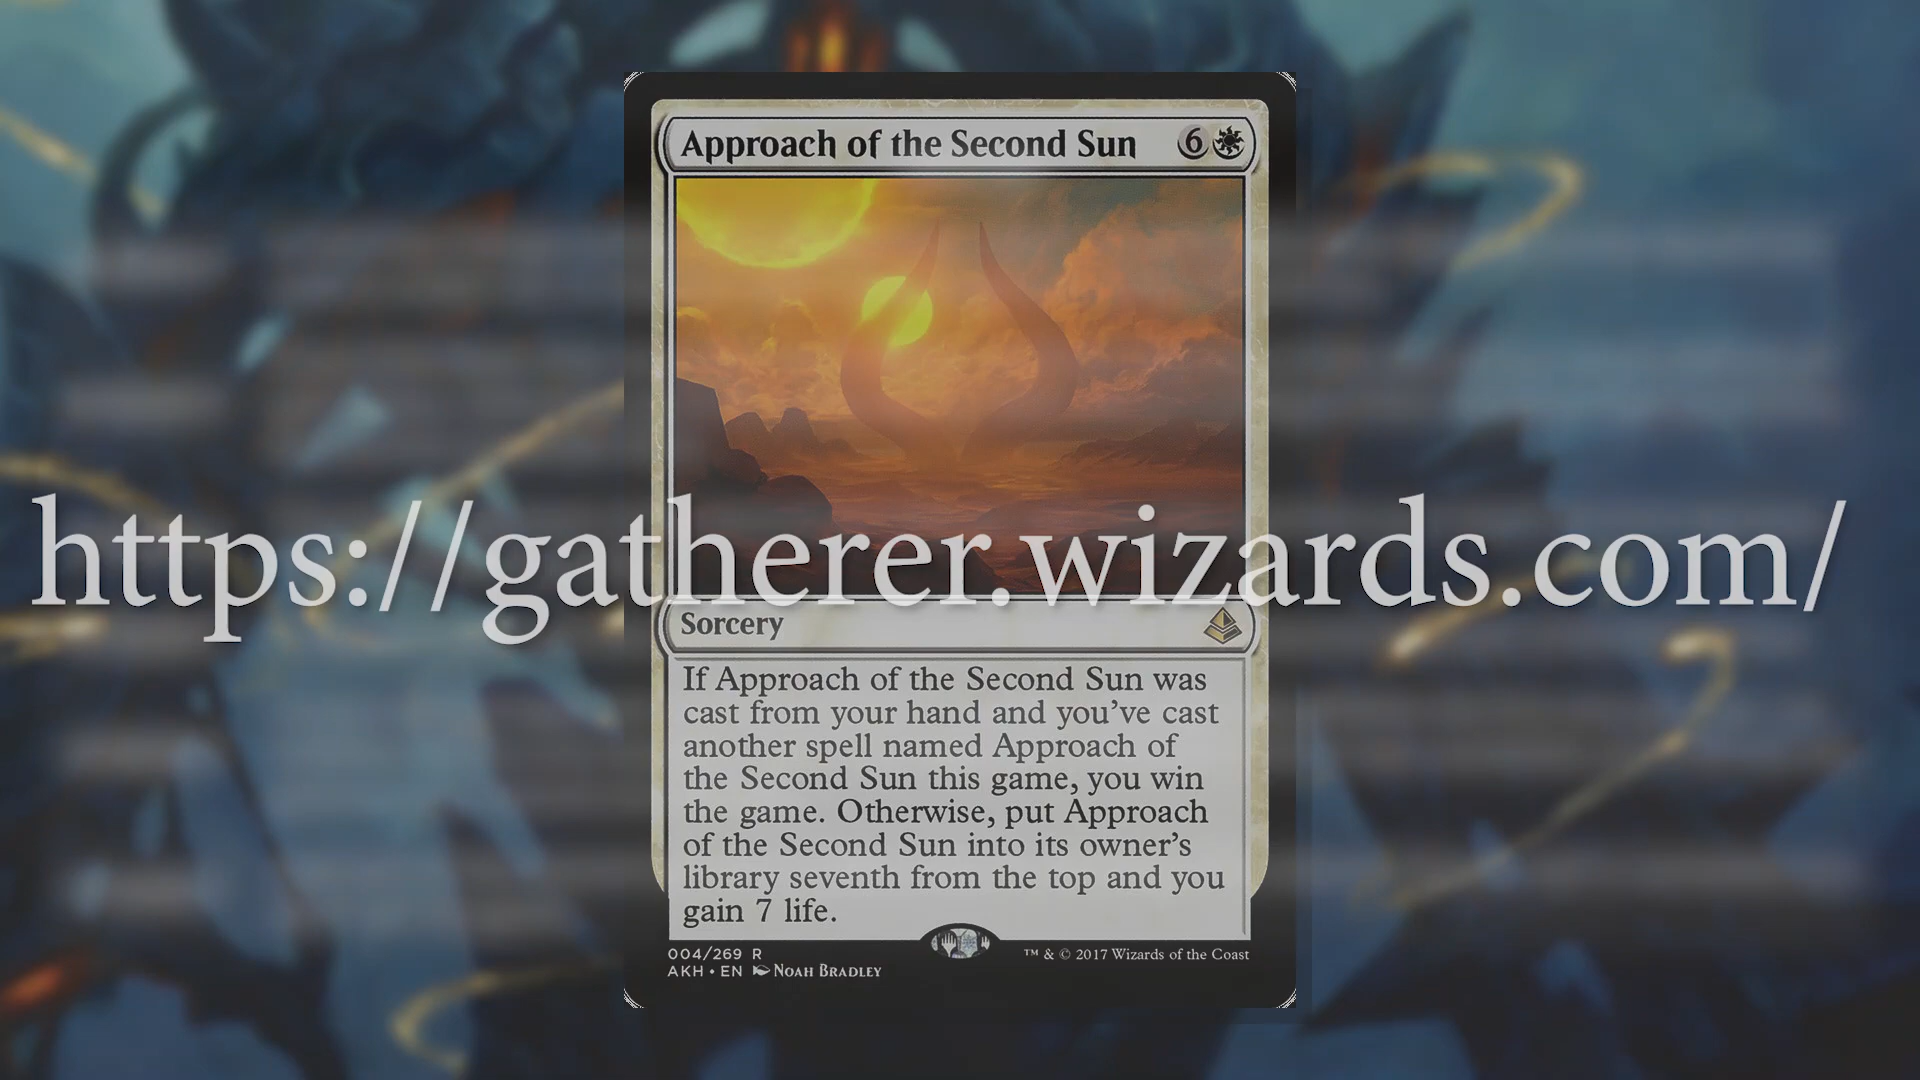 Approach of the Second Sun 6
https://gatherer.wizards.com/
Sorcery
If Approach of the Second Sun was
cast from your hand and you've cast
another spell named Approach of
the Second Sun this game, you win
the game. Otherwise, put Approach
of the Second Sun into its owner's
library seventh from the top and you
gain 7 life.
004/269 R
AKH • EN Noah Bradley
™ & © 2017 Wizards of the Coast